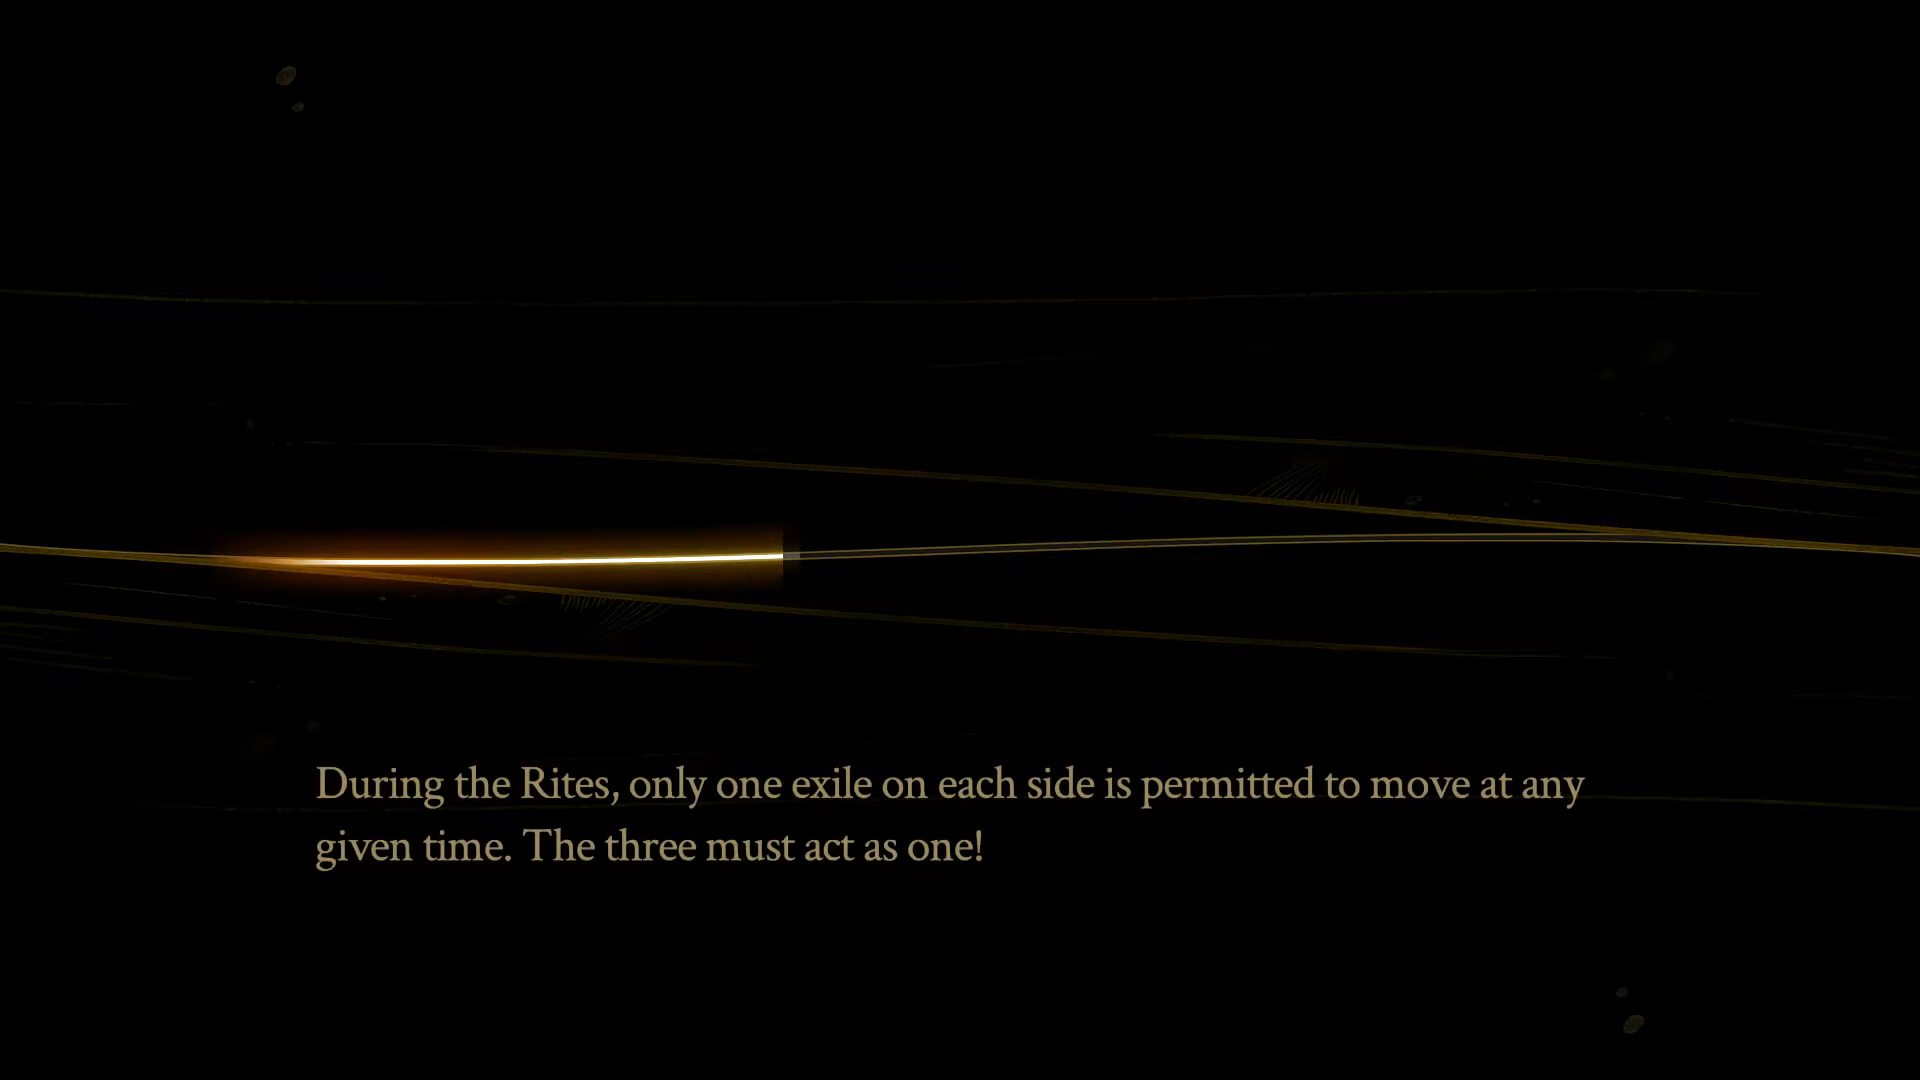 During the Rites, only one exile on each side is permitted to move at any
given time. The three must act as one!